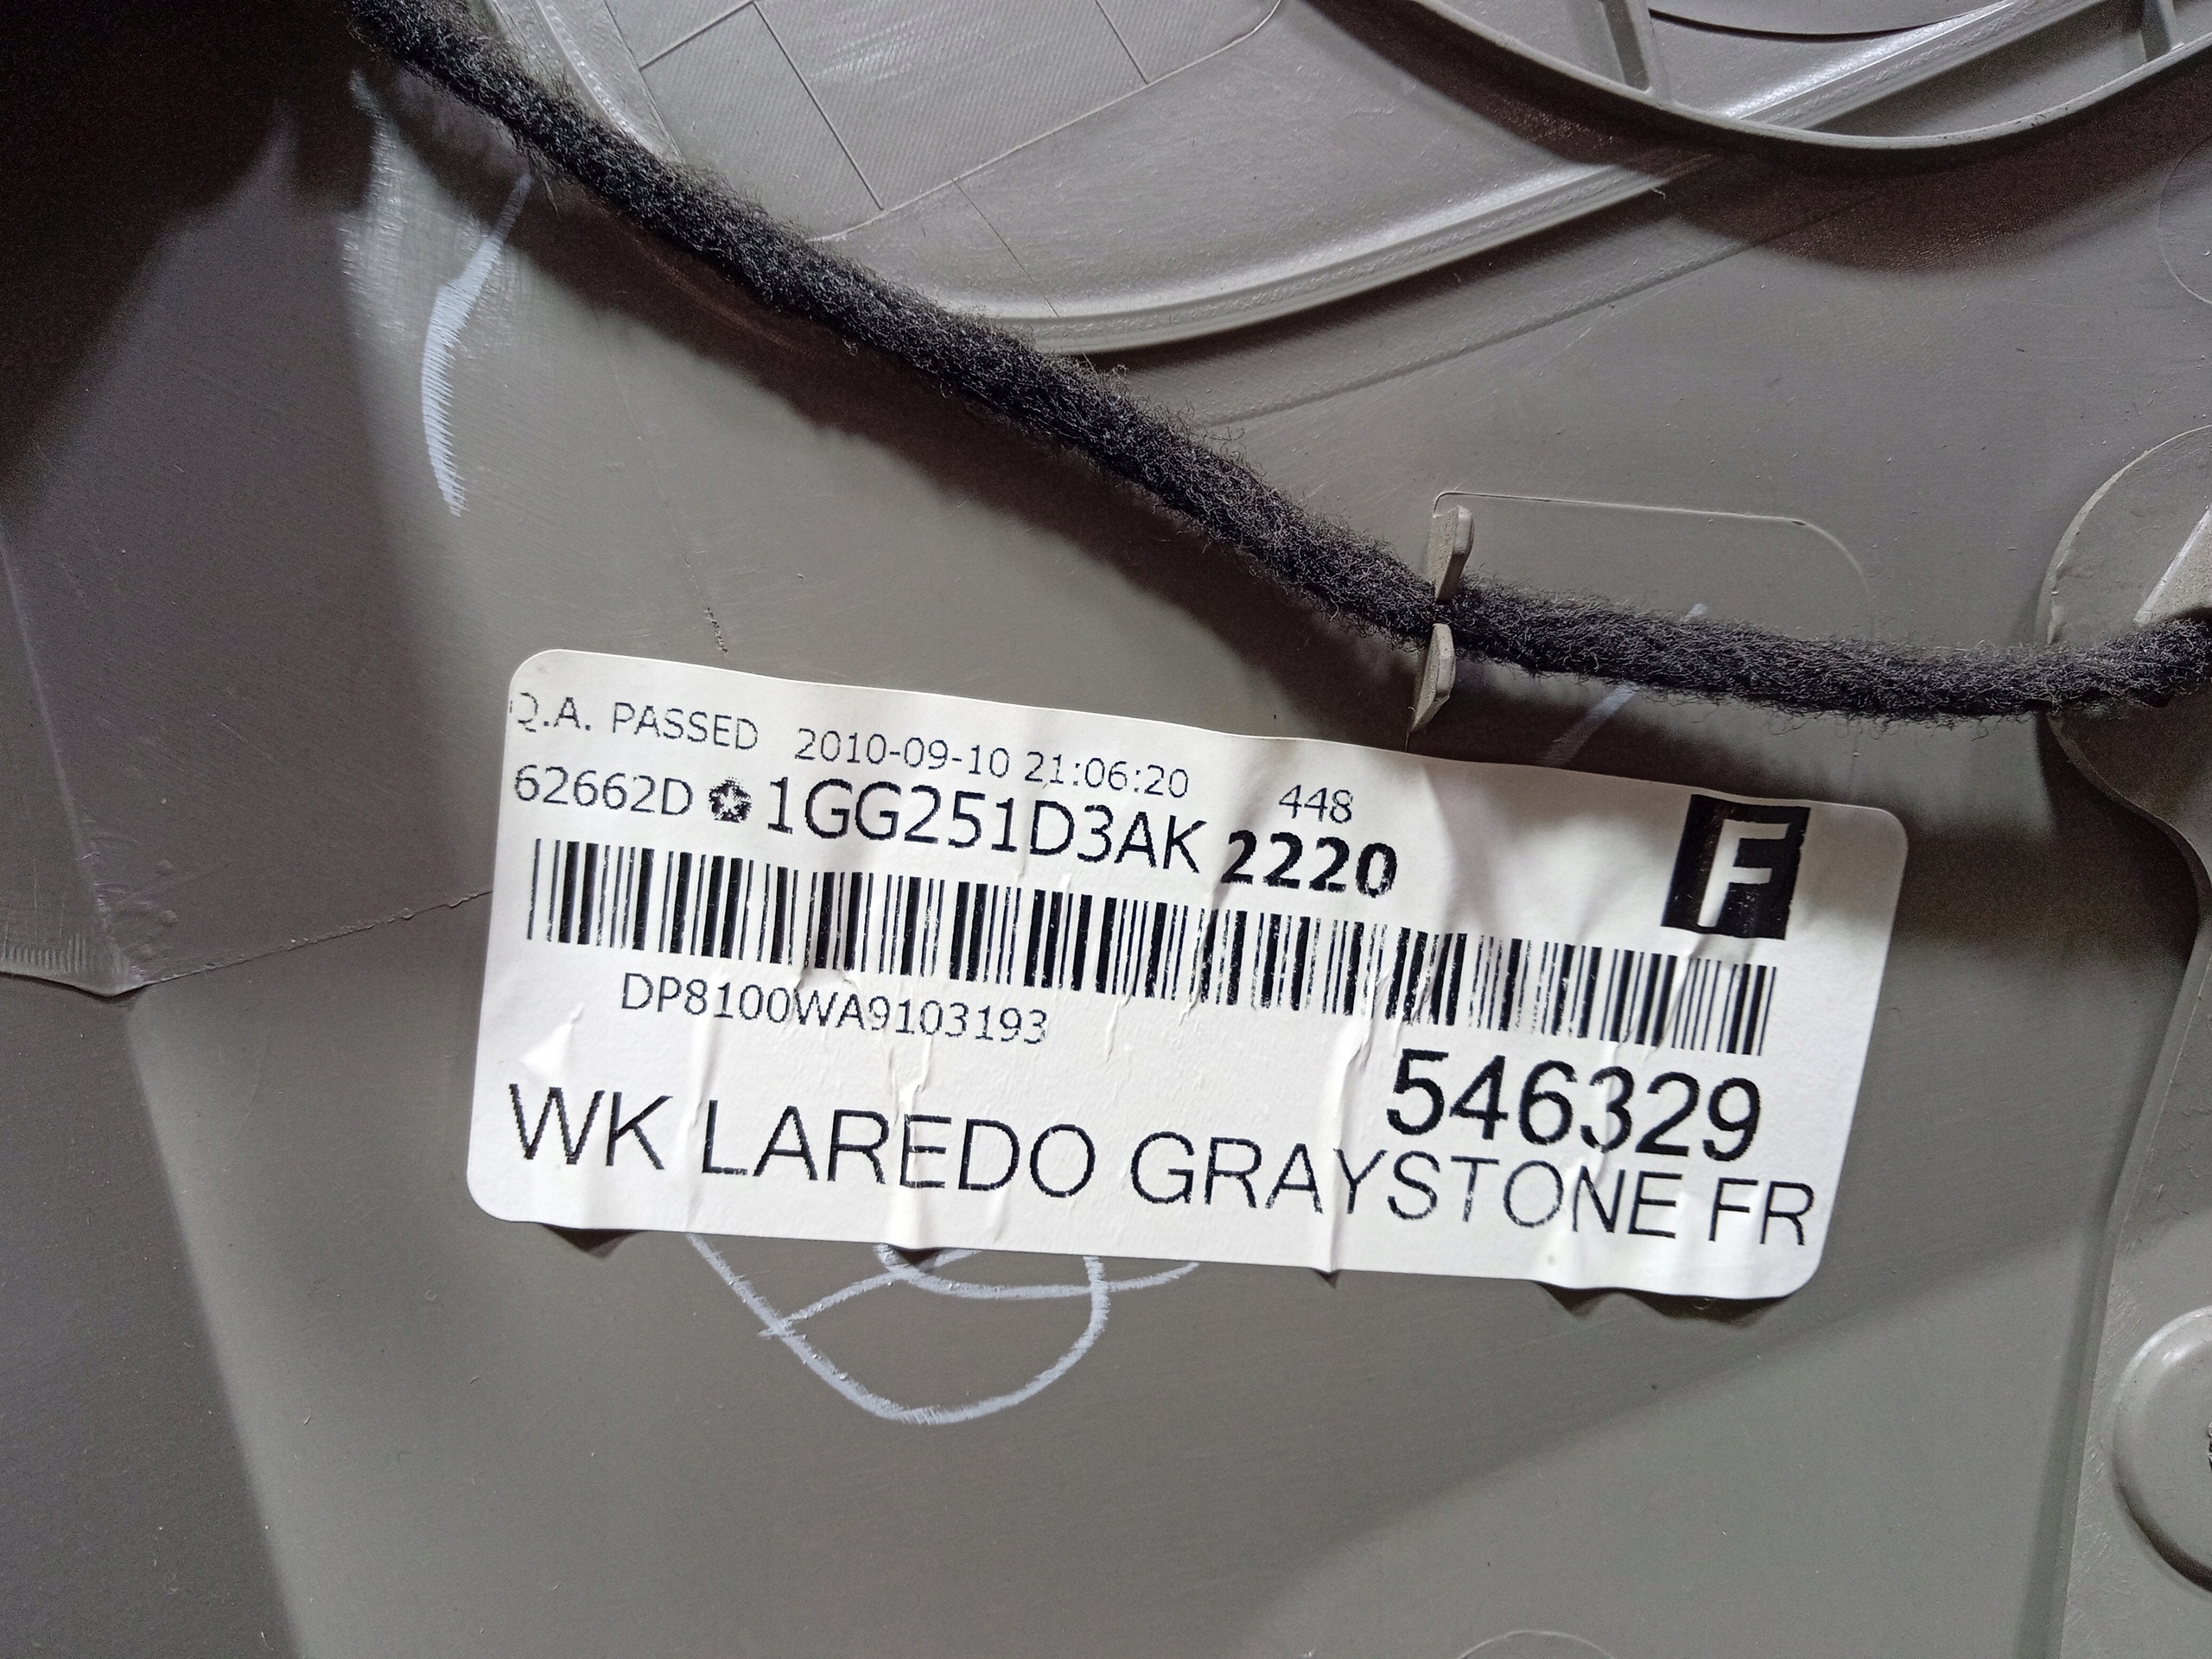 Q.A. PASSED 2010-09-10 21:06:20 448
62662D 1GG251D3AK 2220
F
DP8100WA9103193
546329
WK LAREDO GRAYSTONE FR